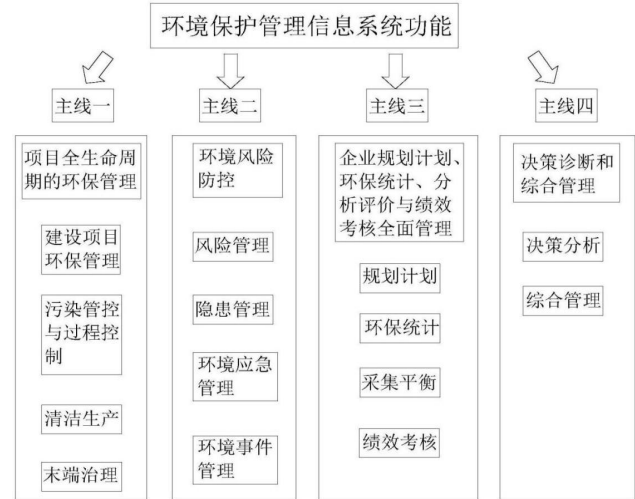 环境保护管理信息系统功能
主线一
主线二
主线三
主线四
项目全生命周
期的环保管理
建设项目
环保管理
污染管控
与过程控
制
清洁生产
末端治理
环境风险
防控
风险管理
隐患管理
环境应急
管理
环境事件
管理
企业规划计划、
环保统计、分
析评价与绩效
考核全面管理
规划计划
环保统计
采集平衡
绩效考核
决策诊断和
综合管理
决策分析
综合管理